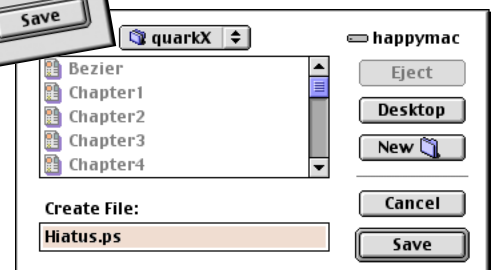 Save
quarkX
happymac
Bezier
Chapter1
Chapter2
Chapter3
Chapter4
Eject
Desktop
New
Create File:
Hiatus.ps
Cancel
Save